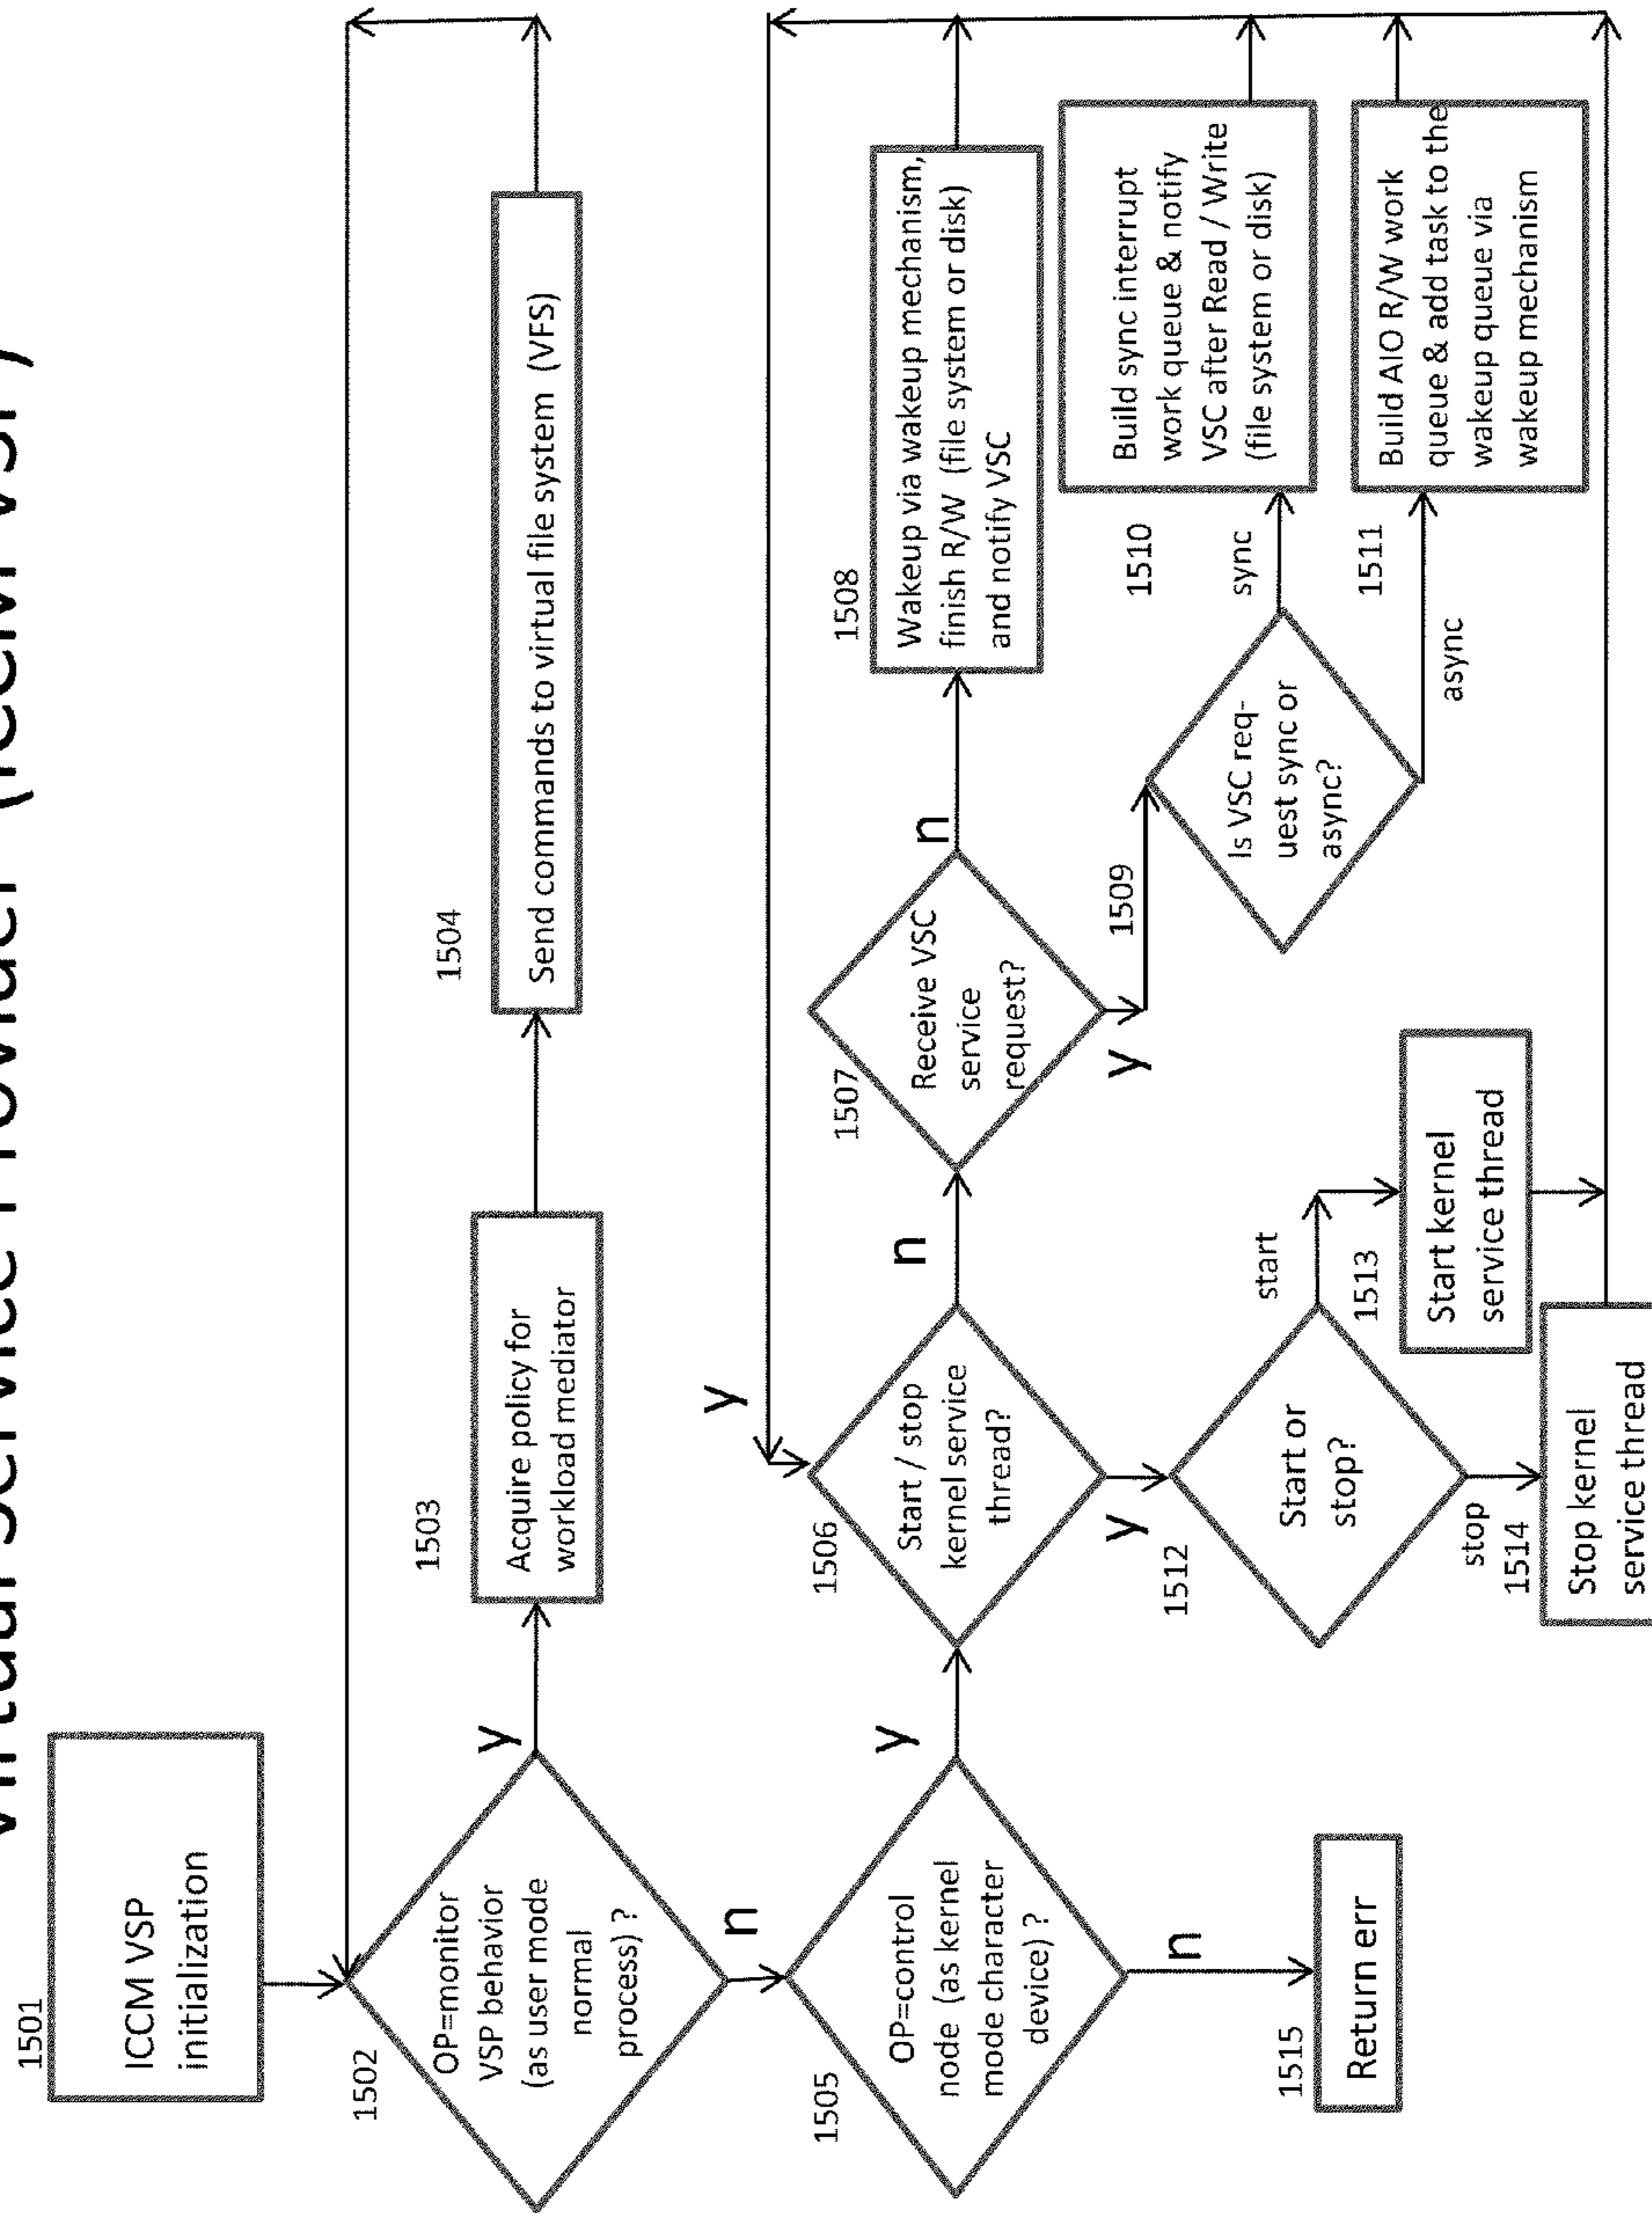 Virtual Service Provider (ICCM VSP)
1501
ICCM VSP
initialization
1502
OP=monitor
VSP behavior
(as user mode
normal
process) ?
y
n
1503
Acquire policy for
workload mediator
1504
Send commands to virtual file system (VFS)
1505
OP=control
node (as kernel
mode character
device) ?
y
n
1515
Return err
y
1506
Start / stop
kernel service
thread?
n
y
1507
Receive VSC
service
request?
n
y
1508
Wakeup via wakeup mechanism,
finish R/W (file system or disk)
and notify VSC
1509
Is VSC req-
uest sync or
async?
sync
async
1510
Build sync interrupt
work queue & notify
VSC after Read / Write
(file system or disk)
1511
Build AIO R/W work
queue & add task to the
wakeup queue via
wakeup mechanism
1512
Start or
stop?
start
stop
1513
Start kernel
service thread
1514
Stop kernel
service thread